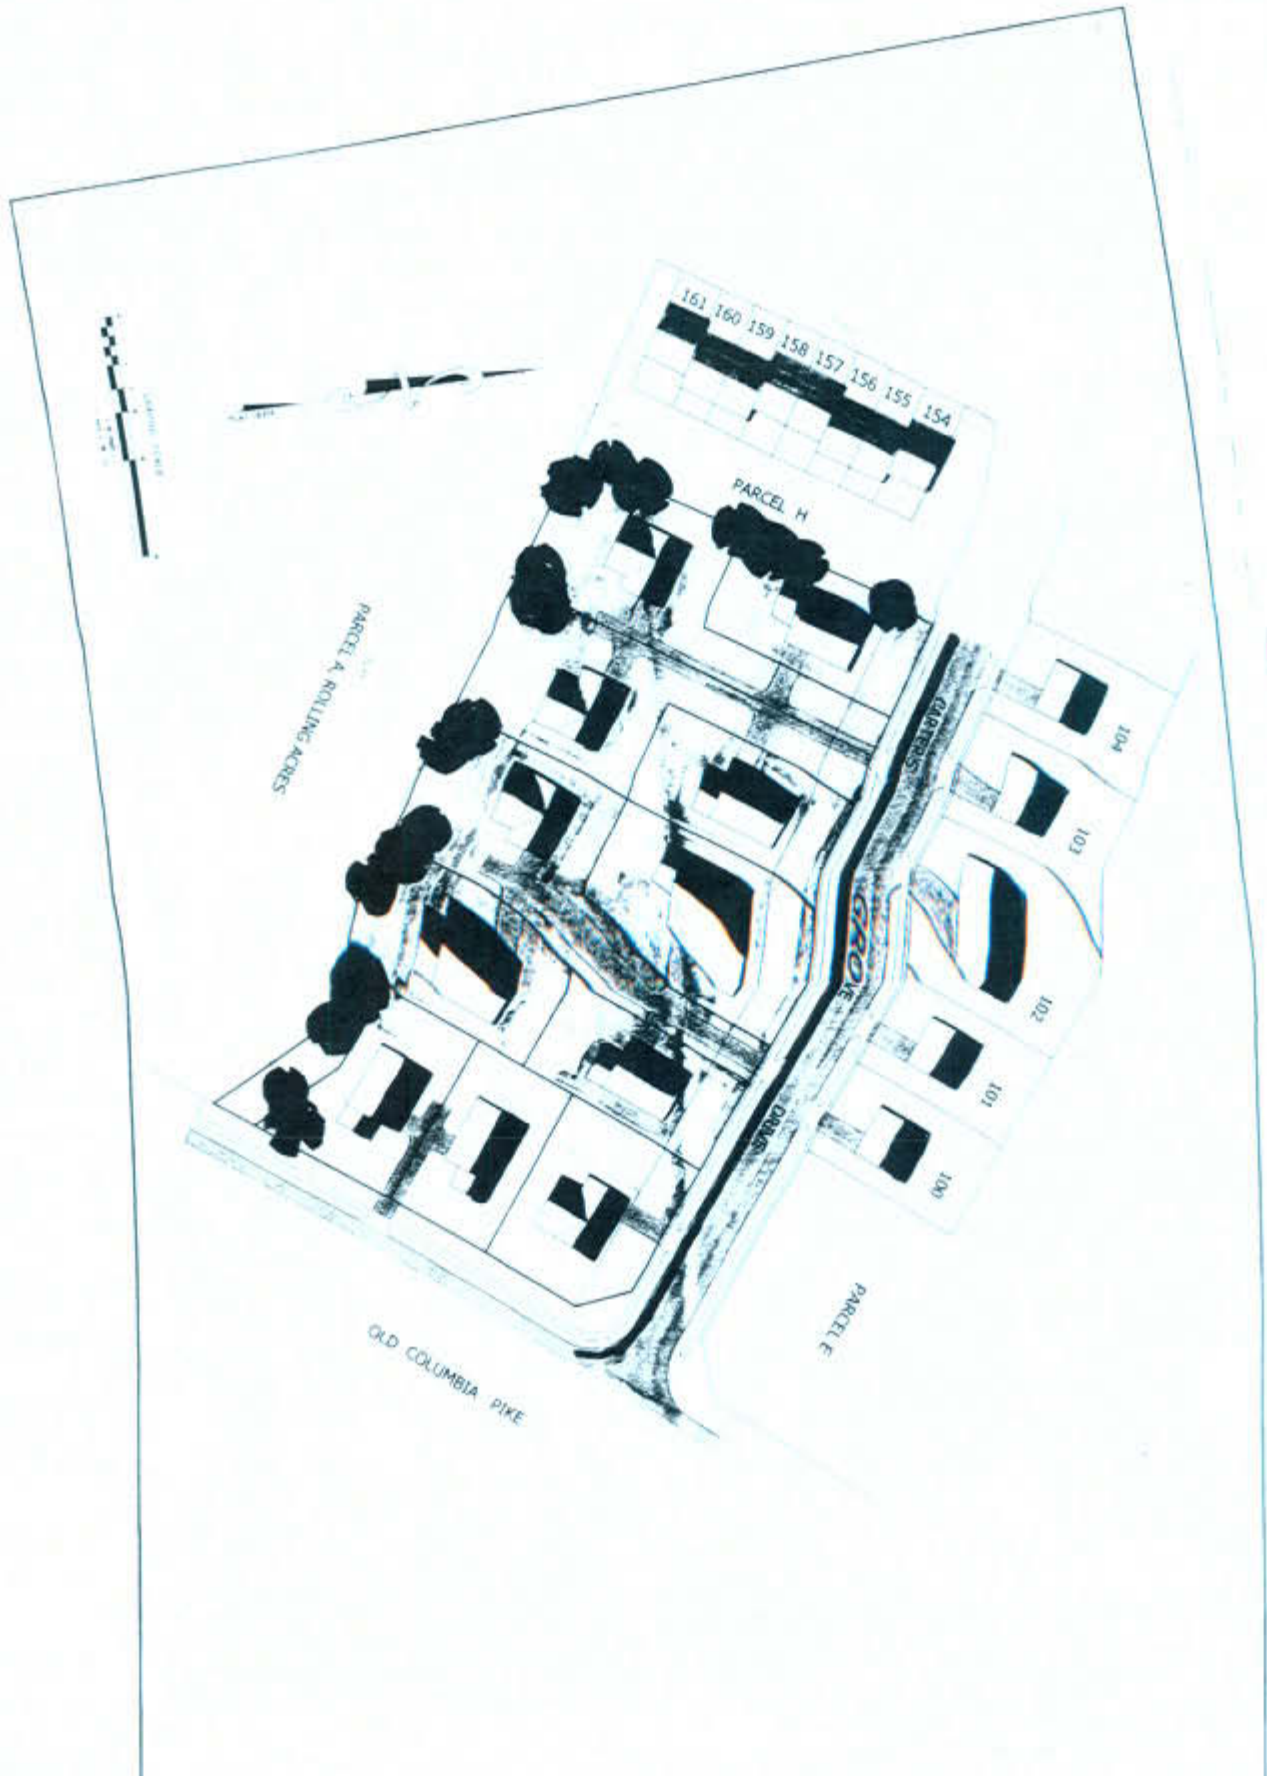 161 160 159 158 157 156 155 154
PARCEL H
PARCEL A, ROLLING ACRES
CARTERS GROVE DRIVE
104
103
102
101
100
PARCEL E
OLD COLUMBIA PIKE